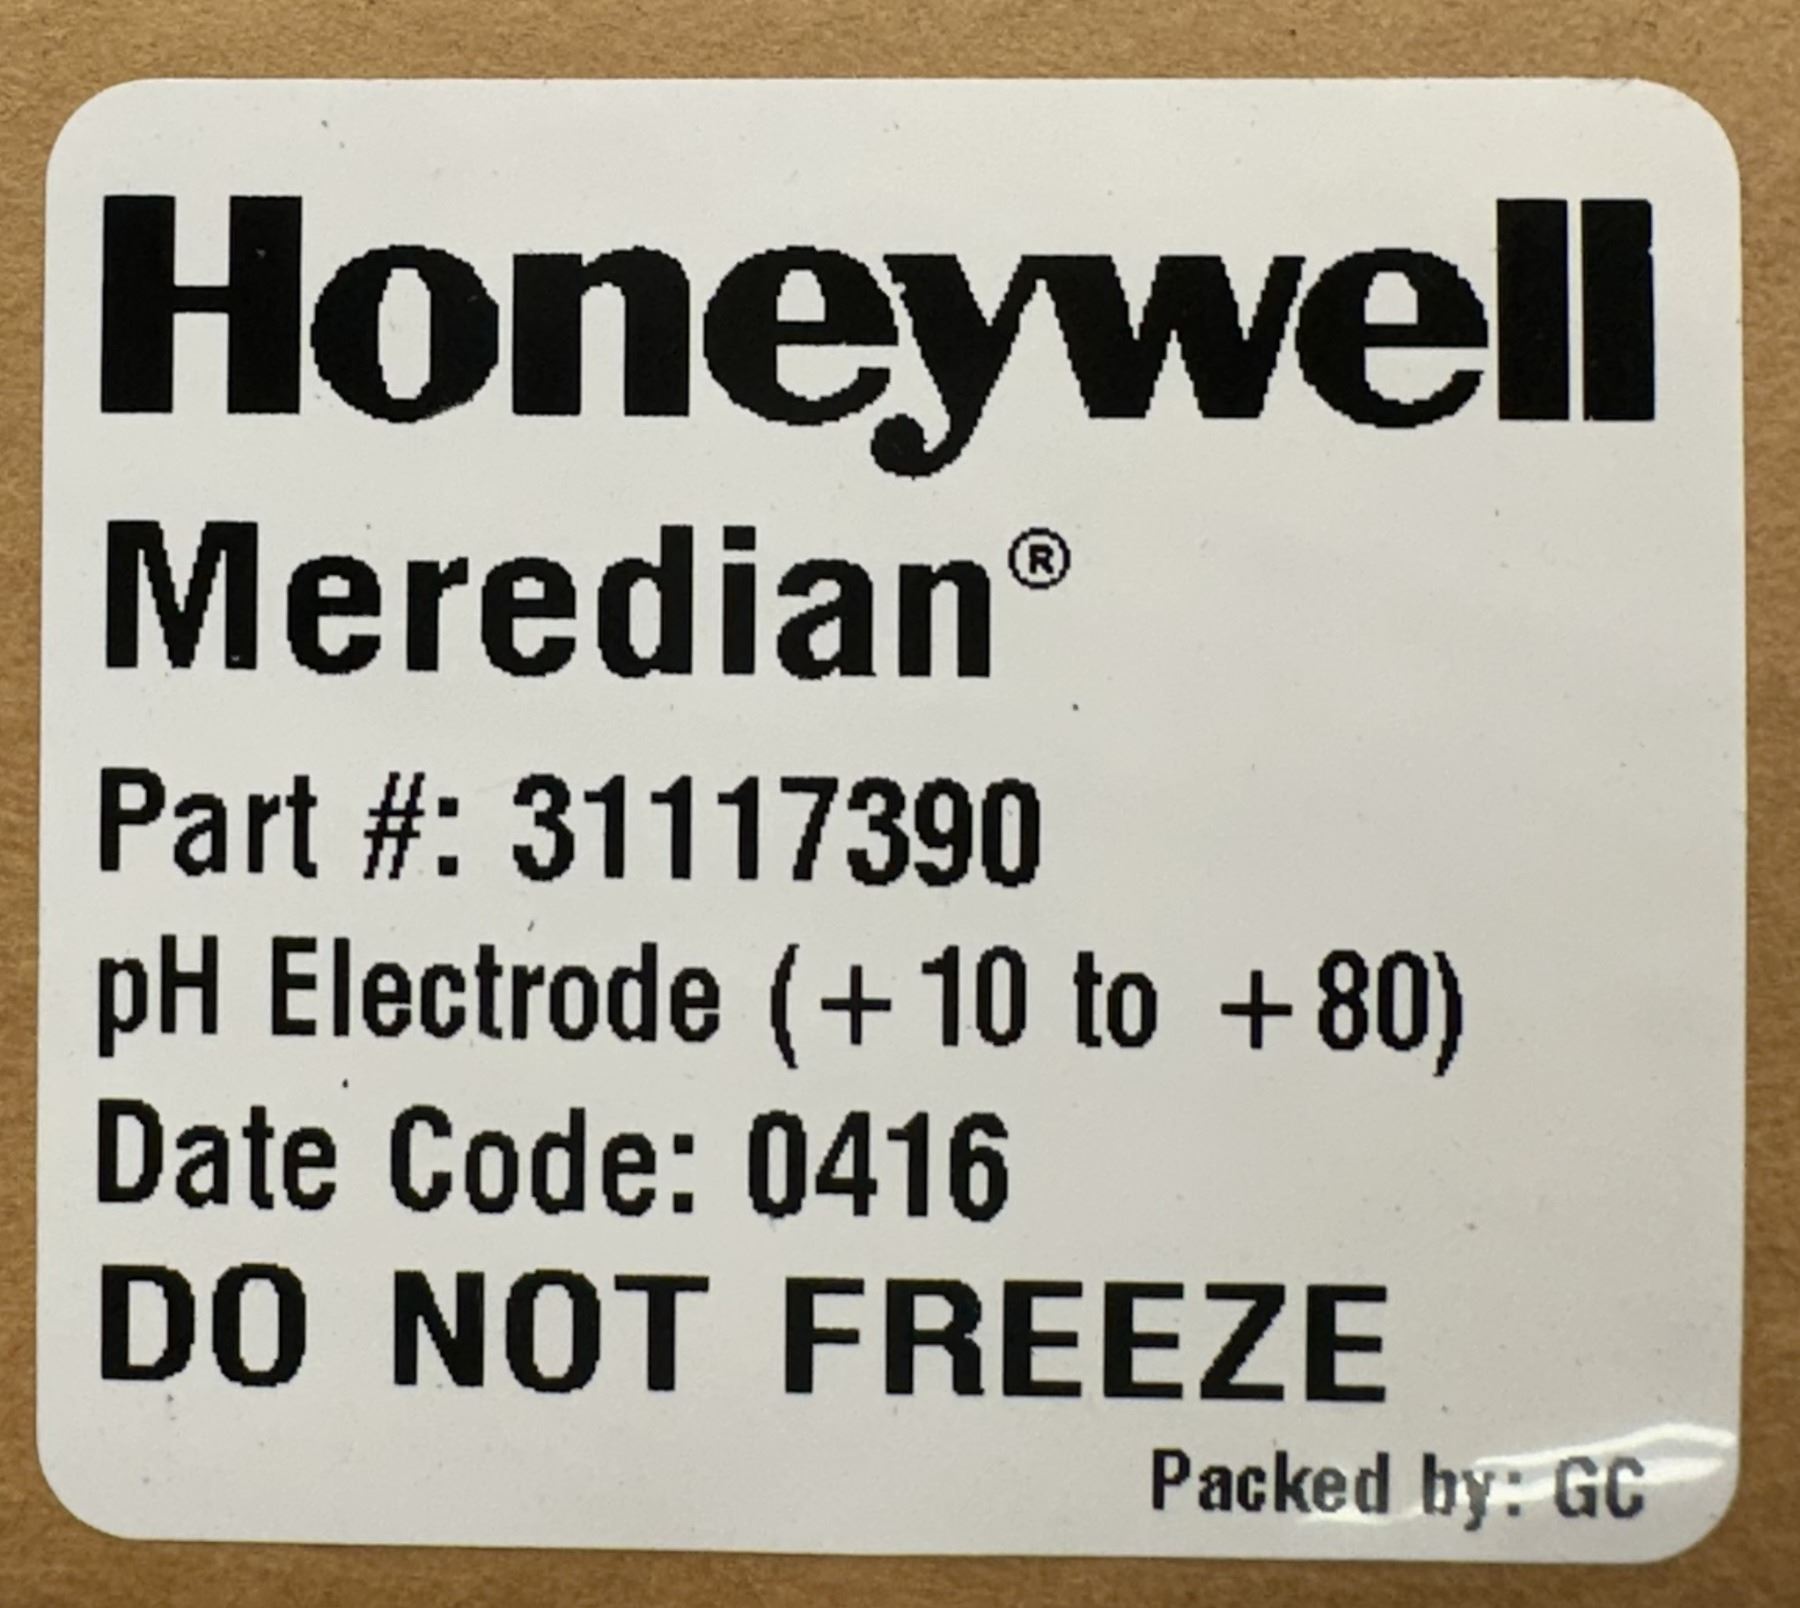 Honeywell
Meredian®
Part #: 31117390
pH Electrode (+10 to +80)
Date Code: 0416
DO NOT FREEZE
Packed by: GC